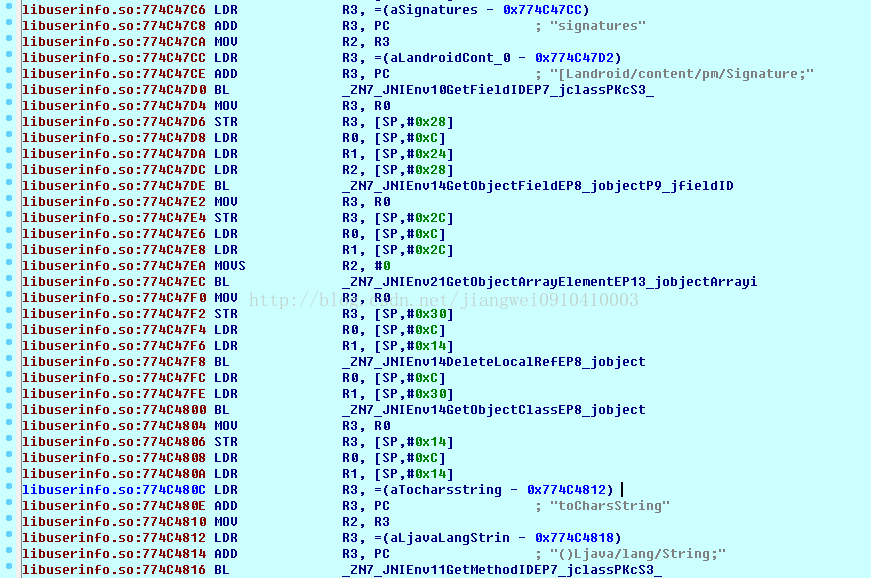 libuserinfo.so:774C47C6 LDR R3, =(aSignatures - 0x774C47CC)
libuserinfo.so:774C47C8 ADD R3, PC ; "signatures"
libuserinfo.so:774C47CA MOV R2, R3
libuserinfo.so:774C47CC LDR R3, =(aLandroidCont_0 - 0x774C47D2)
libuserinfo.so:774C47CE ADD R3, PC ; "[Landroid/content/pm/Signature;"
libuserinfo.so:774C47D0 BL _ZN7_JNIEnv10GetFieldIDEP7_jclassPKcS3_
libuserinfo.so:774C47D4 MOV R3, R0
libuserinfo.so:774C47D6 STR R3, [SP,#0x28]
libuserinfo.so:774C47D8 LDR R0, [SP,#0xC]
libuserinfo.so:774C47DA LDR R1, [SP,#0x24]
libuserinfo.so:774C47DC LDR R2, [SP,#0x28]
libuserinfo.so:774C47DE BL _ZN7_JNIEnv14GetObjectFieldEP8_jobjectP9_jfieldID
libuserinfo.so:774C47E2 MOV R3, R0
libuserinfo.so:774C47E4 STR R3, [SP,#0x2C]
libuserinfo.so:774C47E6 LDR R0, [SP,#0xC]
libuserinfo.so:774C47E8 LDR R1, [SP,#0x2C]
libuserinfo.so:774C47EA MOVS R2, #0
libuserinfo.so:774C47EC BL _ZN7_JNIEnv21GetObjectArrayElementEP13_jobjectArrayi
libuserinfo.so:774C47F0 MOV R3, R0
http://blog.csdn.net/jiangwei0910410003
libuserinfo.so:774C47F2 STR R3, [SP,#0x30]
libuserinfo.so:774C47F4 LDR R0, [SP,#0xC]
libuserinfo.so:774C47F6 LDR R1, [SP,#0x14]
libuserinfo.so:774C47F8 BL _ZN7_JNIEnv14DeleteLocalRefEP8_jobject
libuserinfo.so:774C47FC LDR R0, [SP,#0xC]
libuserinfo.so:774C47FE LDR R1, [SP,#0x30]
libuserinfo.so:774C4800 BL _ZN7_JNIEnv14GetObjectClassEP8_jobject
libuserinfo.so:774C4804 MOV R3, R0
libuserinfo.so:774C4806 STR R3, [SP,#0x14]
libuserinfo.so:774C4808 LDR R0, [SP,#0xC]
libuserinfo.so:774C480A LDR R1, [SP,#0x14]
libuserinfo.so:774C480C LDR R3, =(aTocharsstring - 0x774C4812)
libuserinfo.so:774C480E ADD R3, PC ; "toCharsString"
libuserinfo.so:774C4810 MOV R2, R3
libuserinfo.so:774C4812 LDR R3, =(aLjavaLangStrin - 0x774C4818)
libuserinfo.so:774C4814 ADD R3, PC ; "()Ljava/lang/String;"
libuserinfo.so:774C4816 BL _ZN7_JNIEnv11GetMethodIDEP7_jclassPKcS3_